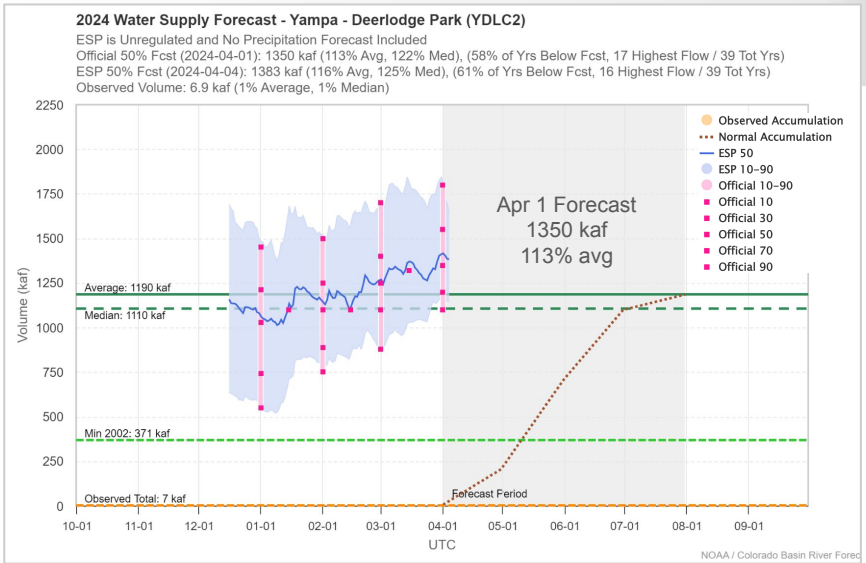 2024 Water Supply Forecast - Yampa - Deerlodge Park (YDLC2)
ESP is Unregulated and No Precipitation Forecast Included
Official 50% Fcst (2024-04-01): 1350 kaf (113% Avg, 122% Med), (58% of Yrs Below Fcst, 17 Highest Flow / 39 Tot Yrs)
ESP 50% Fcst (2024-04-04): 1383 kaf (116% Avg, 125% Med), (61% of Yrs Below Fcst, 16 Highest Flow / 39 Tot Yrs)
Observed Volume: 6.9 kaf (1% Average, 1% Median)
2250
2000
1750
1500
1250
1000
750
500
250
0
Volume (kaf)
Observed Accumulation
Normal Accumulation
ESP 50
ESP 10-90
Official 10-90
Official 10
Official 30
Official 50
Official 70
Official 90
Apr 1 Forecast
1350 kaf
113% avg
Average: 1190 kaf
Median: 1110 kaf
Min 2002: 371 kaf
Observed Total: 7 kaf
Forecast Period
10-01 11-01 12-01 01-01 02-01 03-01 04-01 05-01 06-01 07-01 08-01 09-01
UTC
NOAA / Colorado Basin River Forec